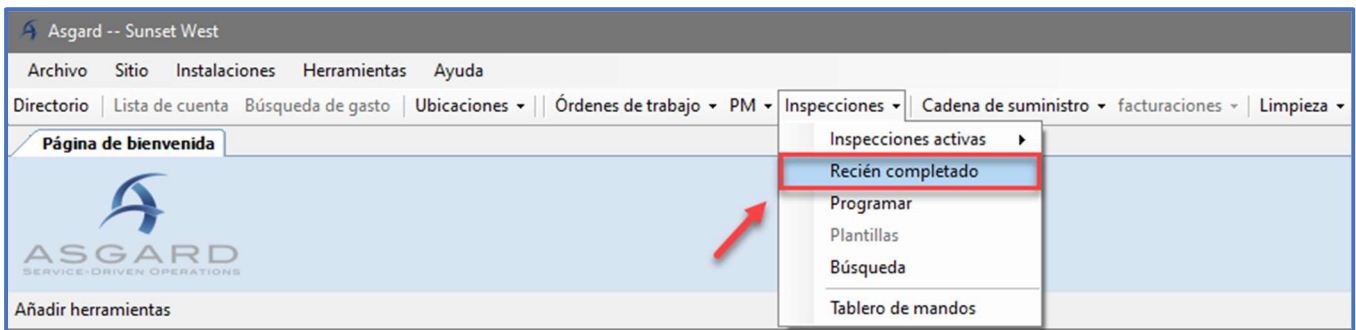 Asgard -- Sunset West
Archivo Sitio Instalaciones Herramientas Ayuda
Directorio Lista de cuenta Búsqueda de gasto Ubicaciones Órdenes de trabajo PM Inspecciones Cadena de suministro facturaciones Limpieza
Página de bienvenida
Inspecciones activas
Recién completado
Programar
Plantillas
Búsqueda
Tablero de mandos
ASGARD
SERVICE-DRIVEN OPERATIONS
Añadir herramientas